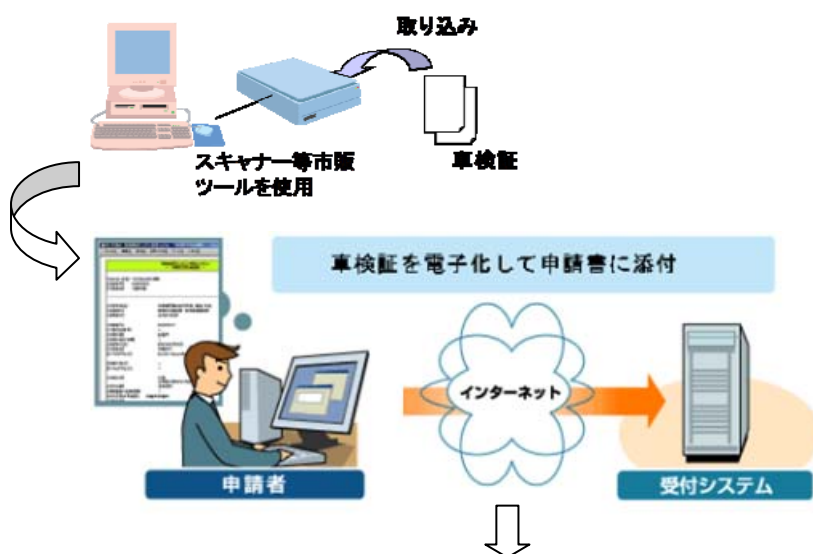 取り込み
スキャナー等市販
ツールを使用
車検証
車検証を電子化して申請書に添付
インターネット
申請者
受付システム